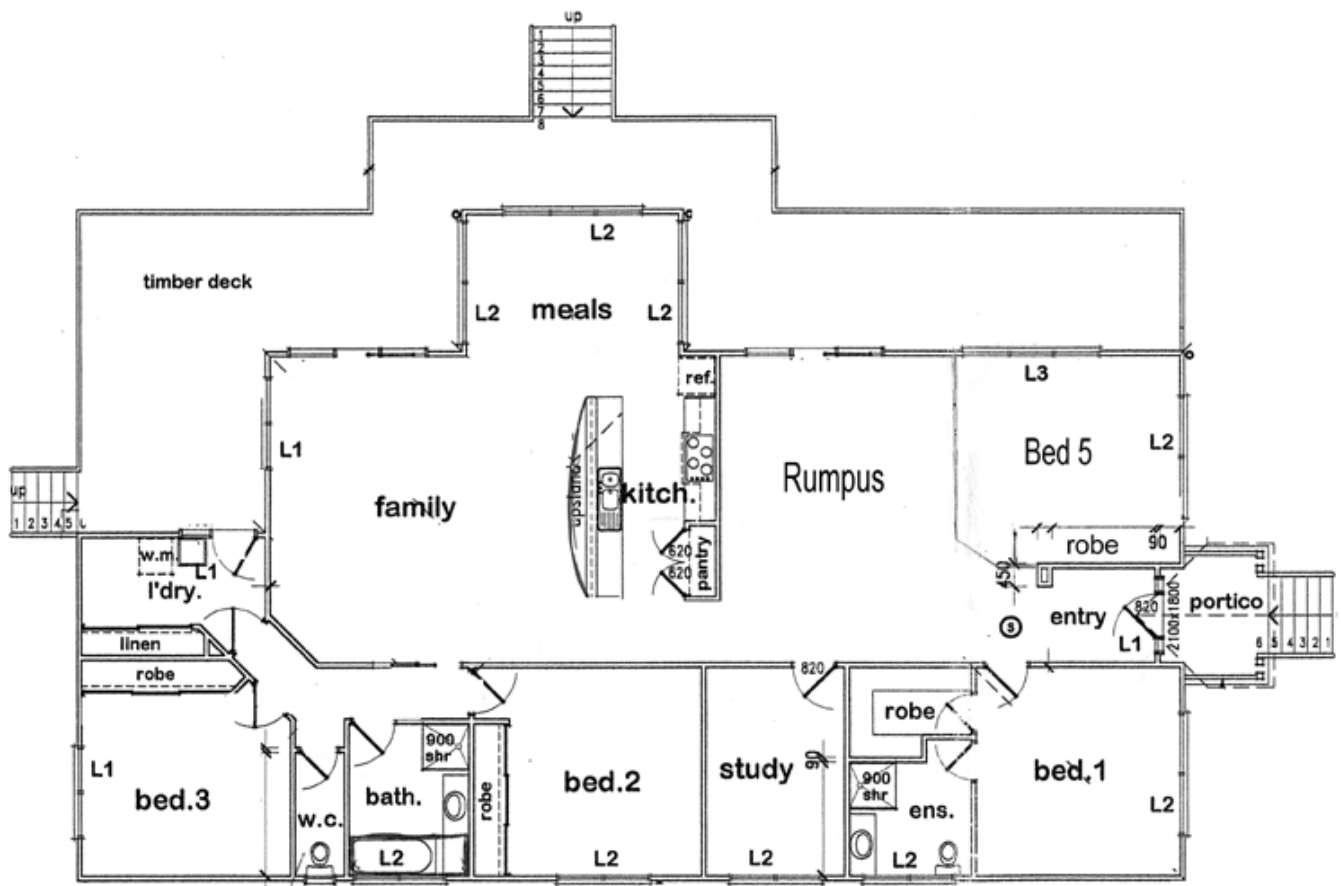 up
1
2
3
4
5
6
7
8
L2
timber deck
L2
meals
L2
ref.
L3
L1
Bed 5
L2
Rumpus
upstand
kitch.
family
up
1 2 3 4 5
w.m.
L1
l'dry.
620
620
pantry
robe
90
450
entry
820
2100x1800
portico
L1
6 5 4 3 2 1
S
linen
robe
820
robe
900
shr
L1
bed.3
w.c.
bath.
L2
robe
bed.2
L2
study
90
L2
900
shr
ens.
L2
bed.1
L2